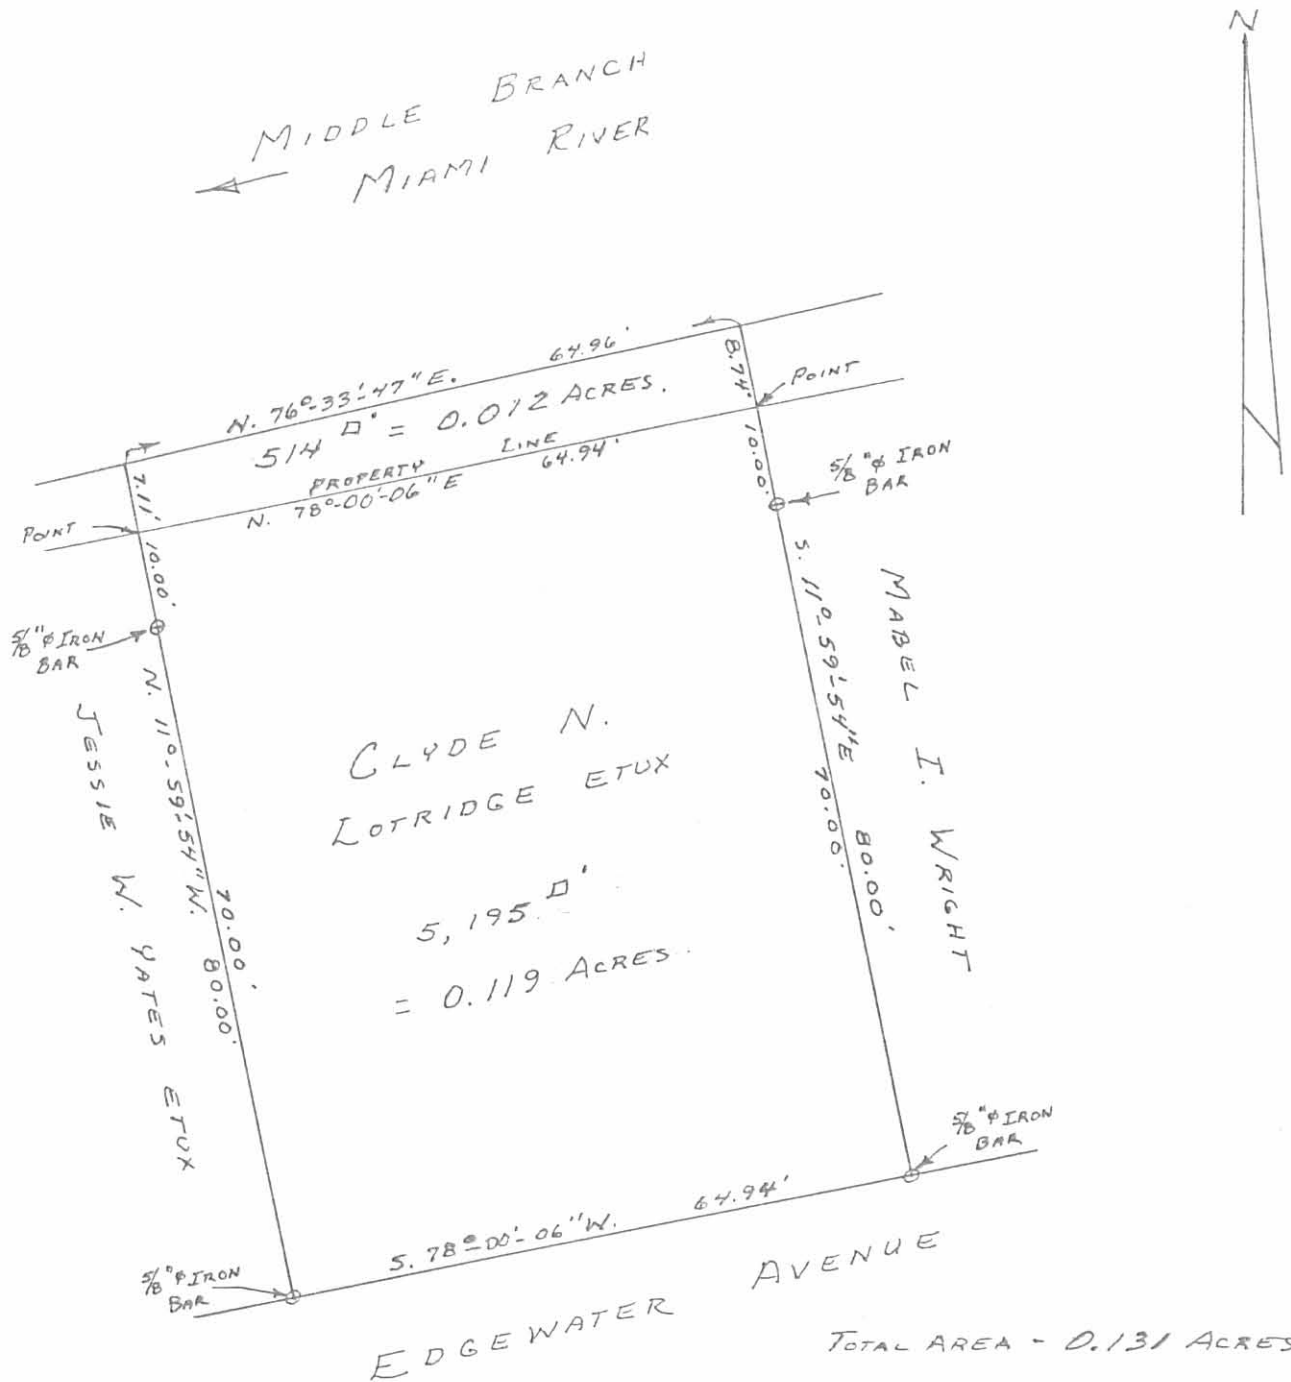 N
MIDDLE BRANCH
MIAMI RIVER
N. 76°-33'-47" E. 64.96'
514 □' = 0.012 ACRES.
8.74'
POINT
PROPERTY LINE
N. 78°-00'-06" E 64.94'
7.11'
POINT
10.00'
10.00'
5/8" ϕ IRON
BAR
5/8" ϕ IRON
BAR
N. 11°-59'-54" W. 70.00'
80.00'
JESSIE W. YATES ETUX
CLYDE N.
LOTRIDGE ETUX
5,195 □'
= 0.119 ACRES.
S. 11°-59'-54" E 70.00'
80.00'
MABEL I. WRIGHT
5/8" ϕ IRON
BAR
S. 78°-00'-06" W. 64.94'
5/8" ϕ IRON
BAR
EDGEWATER AVENUE
TOTAL AREA - 0.131 ACRES